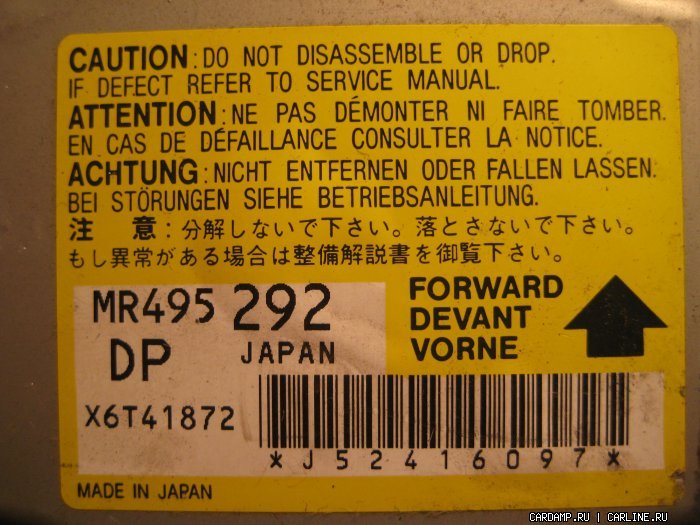 CAUTION : DO NOT DISASSEMBLE OR DROP.
IF DEFECT REFER TO SERVICE MANUAL.
ATTENTION : NE PAS DÉMONTER NI FAIRE TOMBER.
EN CAS DE DÉFAILLANCE CONSULTER LA NOTICE.
ACHTUNG : NICHT ENTFERNEN ODER FALLEN LASSEN.
BEI STÖRUNGEN SIEHE BETRIEBSANLEITUNG.
注 意 : 分解しないで下さい。落とさないで下さい。
もし異常がある場合は整備解説書を御覧下さい。
MR495 292
DP JAPAN
X6T41872
FORWARD
DEVANT
VORNE
*J52416097*
MADE IN JAPAN
CARDAMP.RU | CARLINE.RU